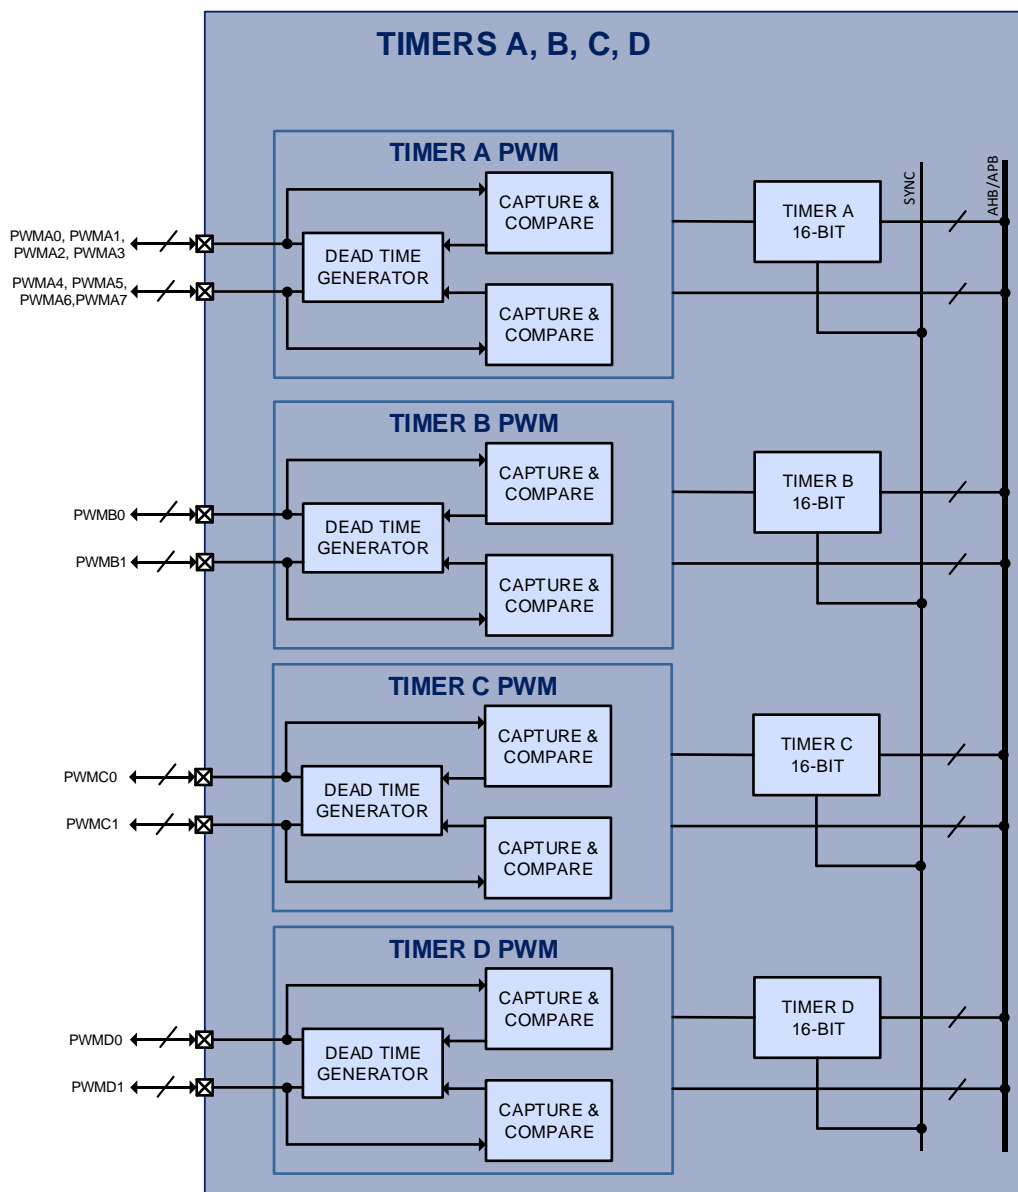 TIMERS A, B, C, D
TIMER A PWM
CAPTURE &
COMPARE
DEAD TIME
GENERATOR
CAPTURE &
COMPARE
PWMA0, PWMA1,
PWMA2, PWMA3
PWMA4, PWMA5,
PWMA6,PWMA7
TIMER A
16-BIT
SYNC
AHB/APB
TIMER B PWM
CAPTURE &
COMPARE
DEAD TIME
GENERATOR
CAPTURE &
COMPARE
PWMB0
PWMB1
TIMER B
16-BIT
TIMER C PWM
CAPTURE &
COMPARE
DEAD TIME
GENERATOR
CAPTURE &
COMPARE
PWMC0
PWMC1
TIMER C
16-BIT
TIMER D PWM
CAPTURE &
COMPARE
DEAD TIME
GENERATOR
CAPTURE &
COMPARE
PWMD0
PWMD1
TIMER D
16-BIT